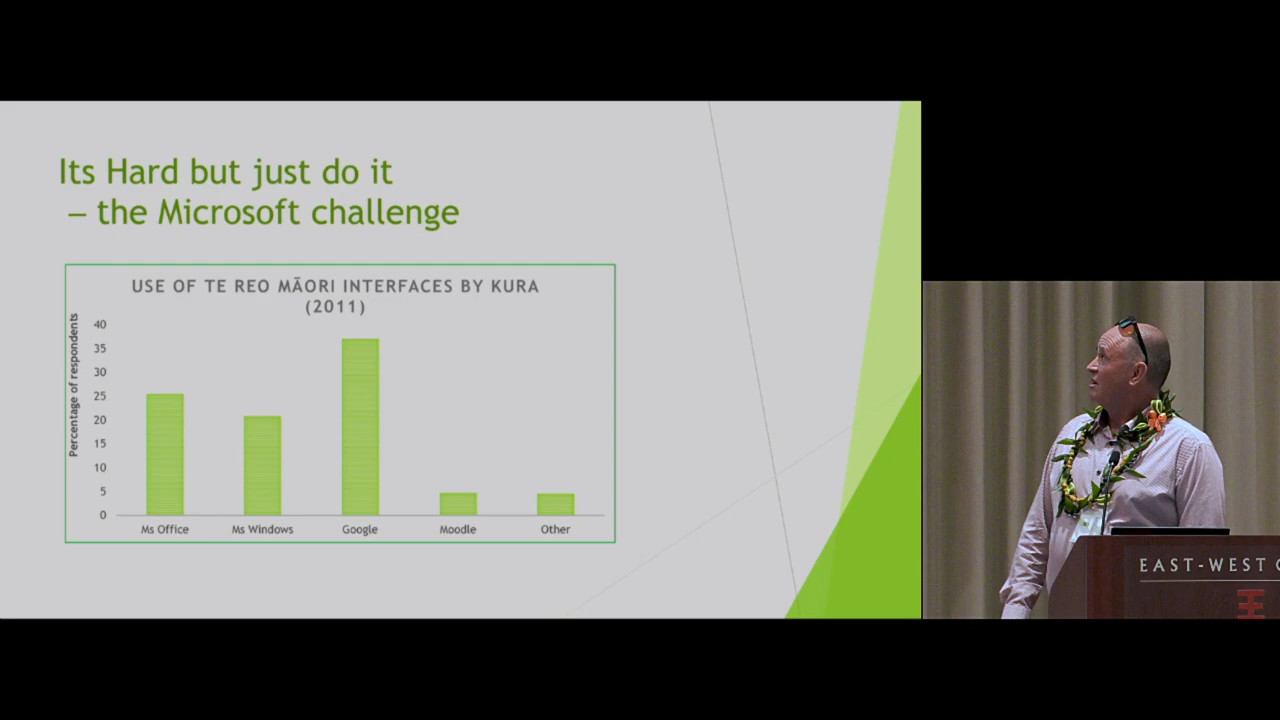 Its Hard but just do it
– the Microsoft challenge
USE OF TE REO MĀORI INTERFACES BY KURA
(2011)
Percentage of respondents
40
35
30
25
20
15
10
5
0
Ms Office Ms Windows Google Moodle Other
EAST-WEST